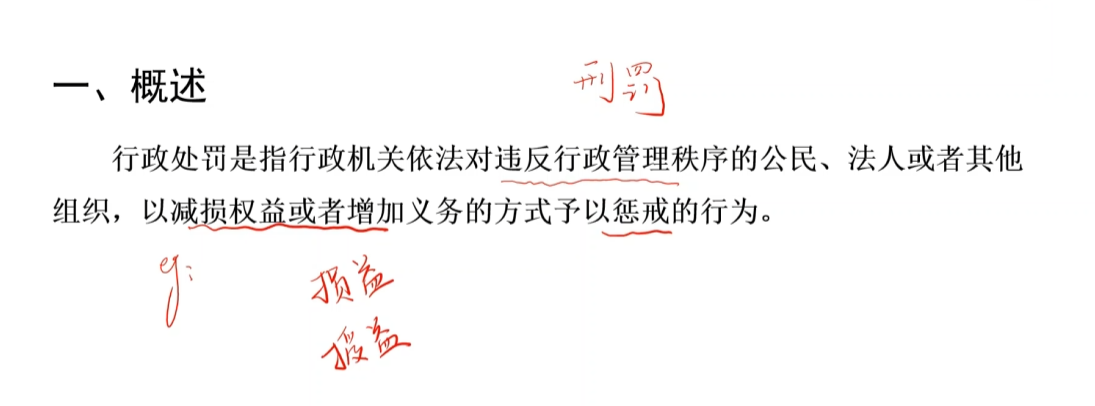 一、概述
刑罚
行政处罚是指行政机关依法对违反行政管理秩序的公民、法人或者其他
组织，以减损权益或者增加义务的方式予以惩戒的行为。
eg:
损益
授益